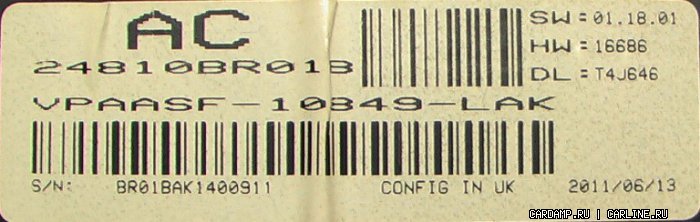 AC
SW=01.18.01
24810BR01B
HW=16686
DL=T4J646
VPAASF-10849-LAK
S/N: BR01BAK1400911 CONFIG IN UK 2011/06/13
CARDAMP.RU | CARLINE.RU